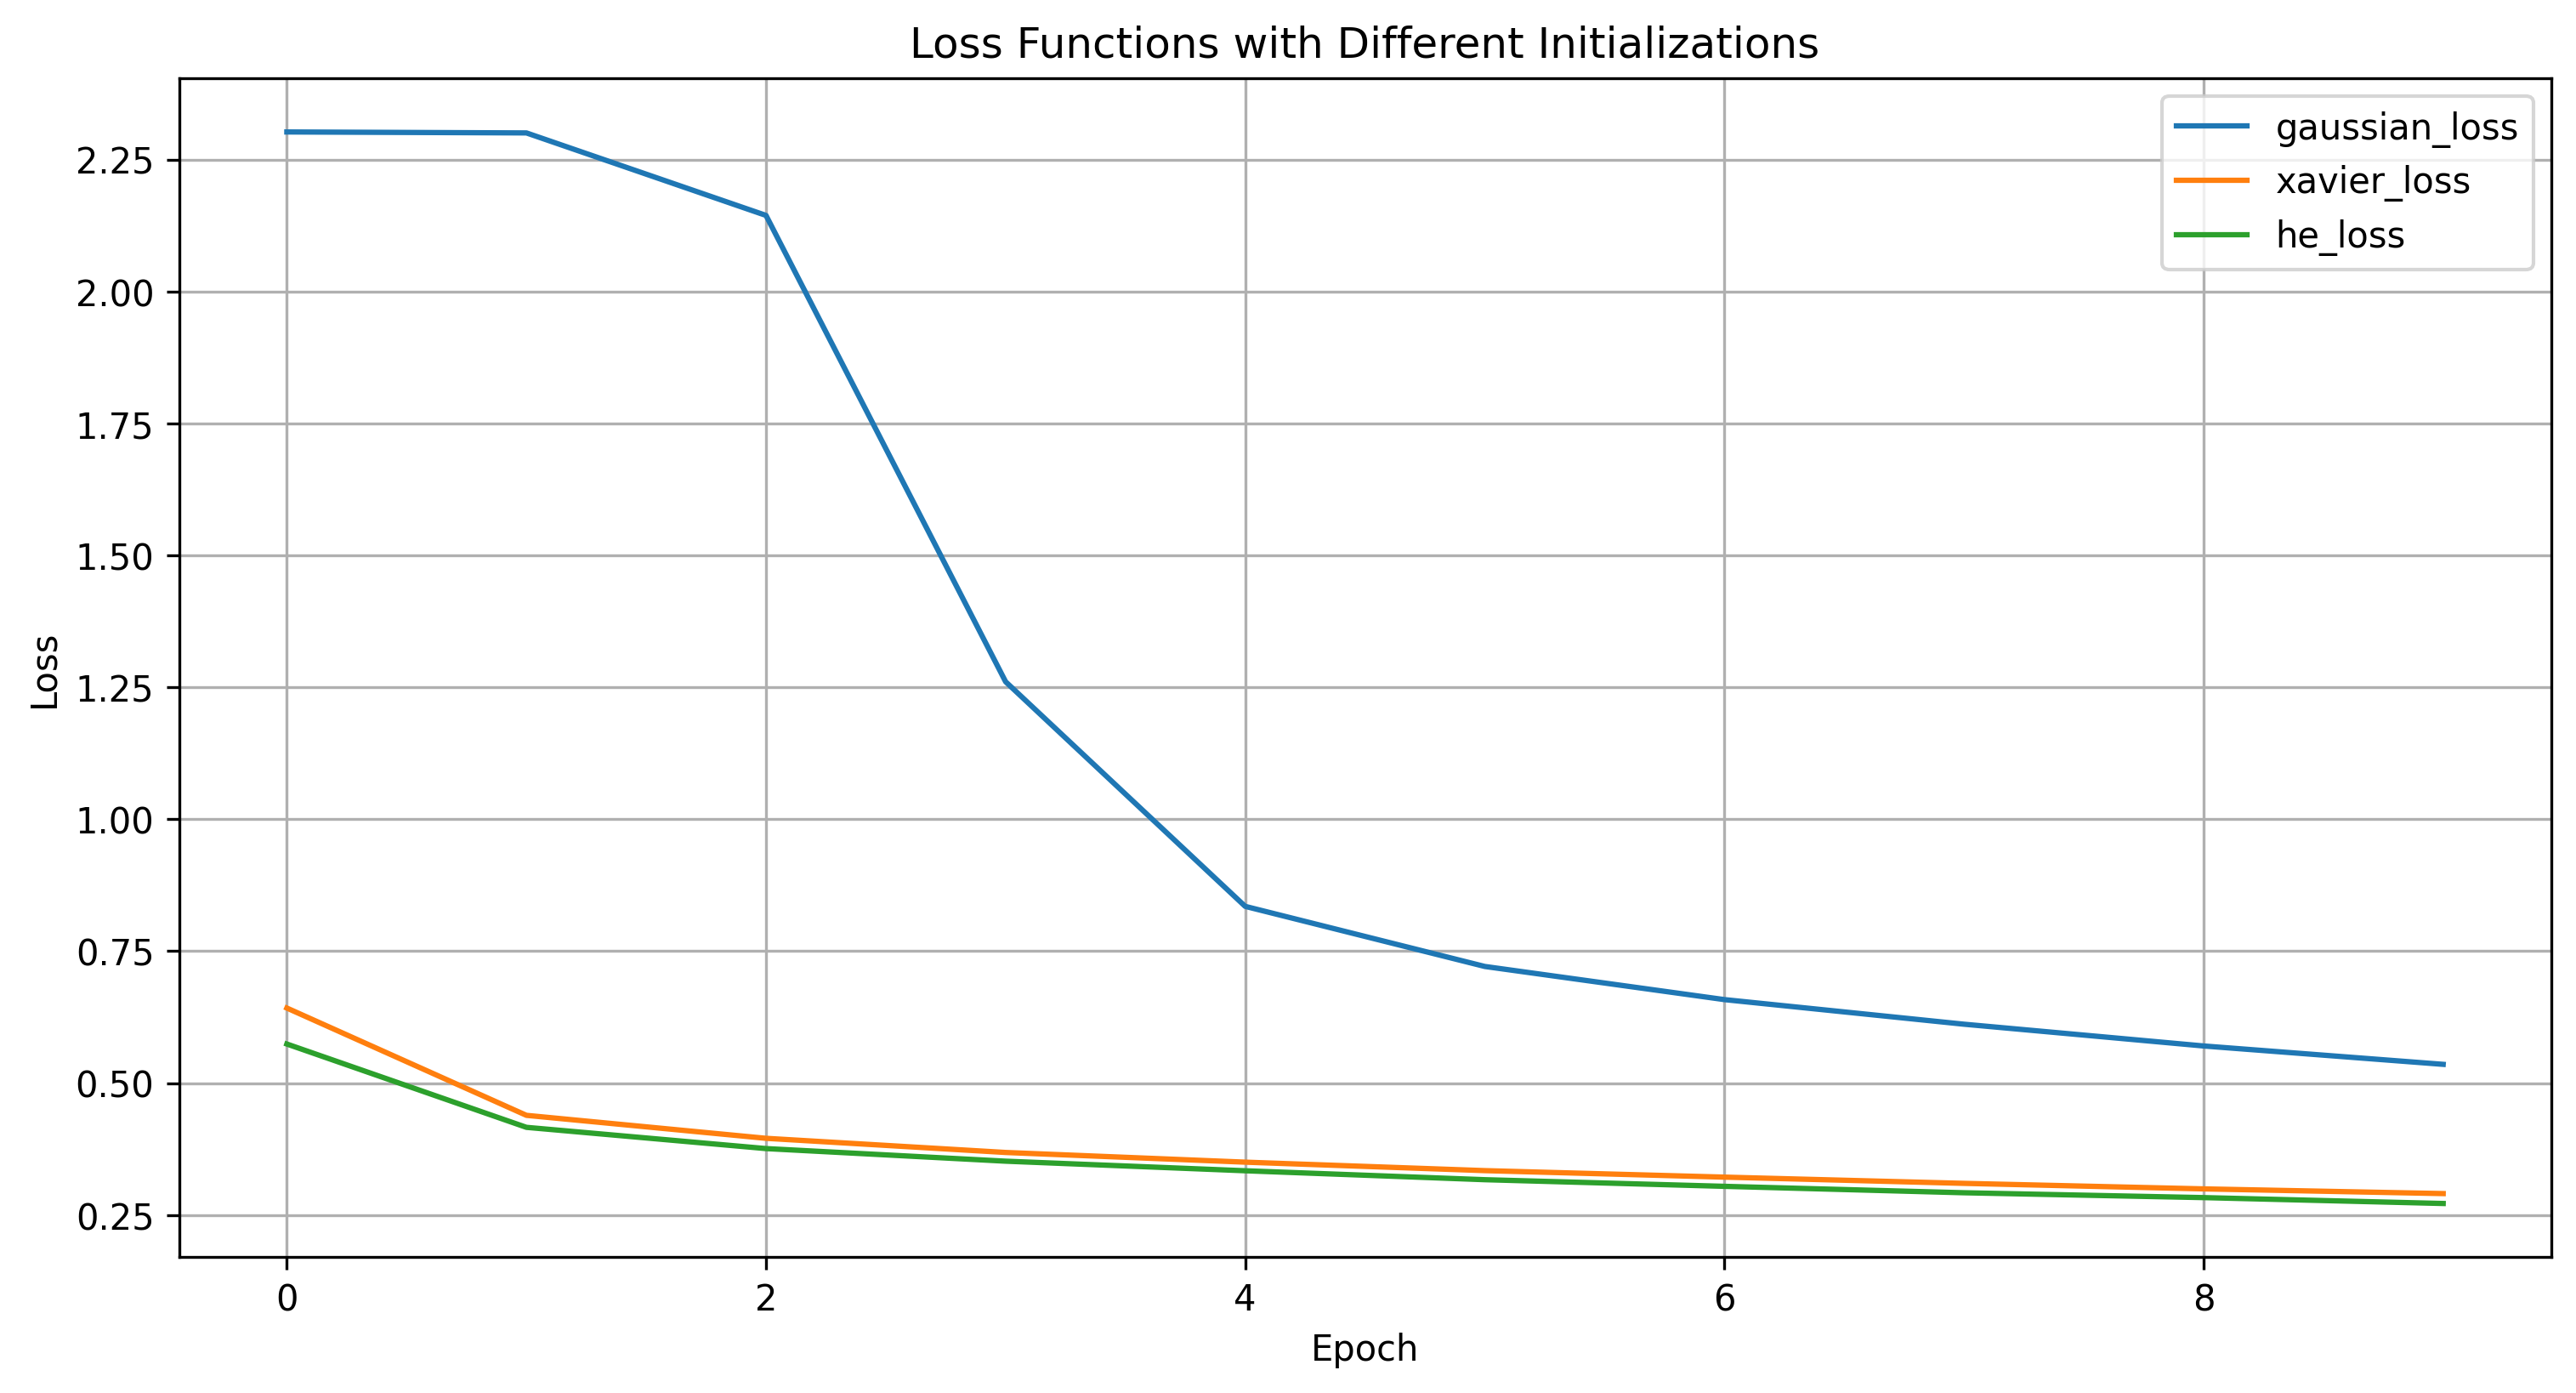 Loss Functions with Different Initializations
gaussian_loss
xavier_loss
he_loss
Loss
2.25
2.00
1.75
1.50
1.25
1.00
0.75
0.50
0.25
0
2
4
6
8
Epoch